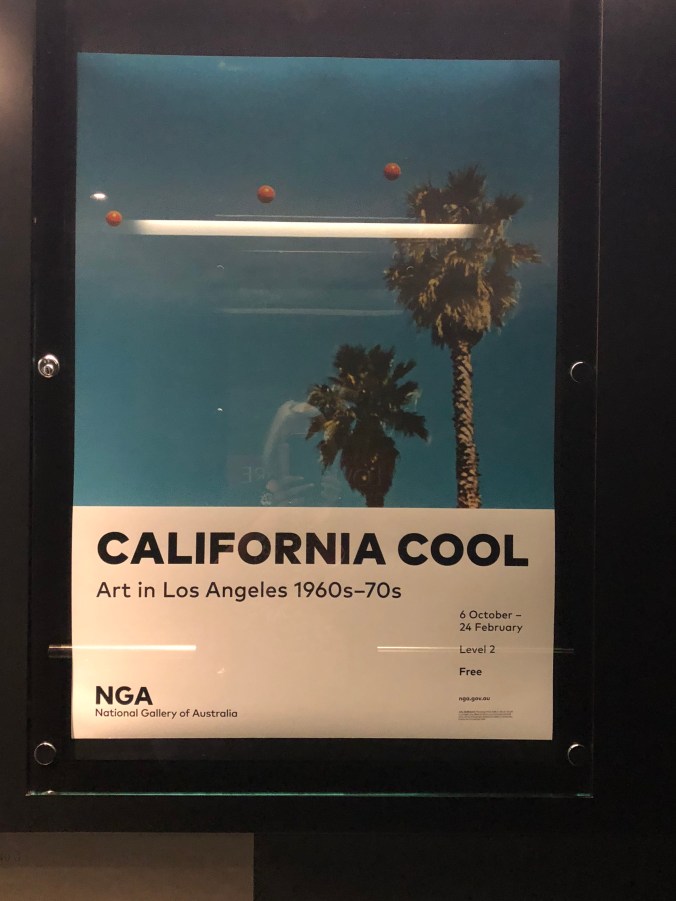 CALIFORNIA COOL
Art in Los Angeles 1960s–70s
6 October –
24 February
Level 2
Free
NGA
National Gallery of Australia
nga.gov.au